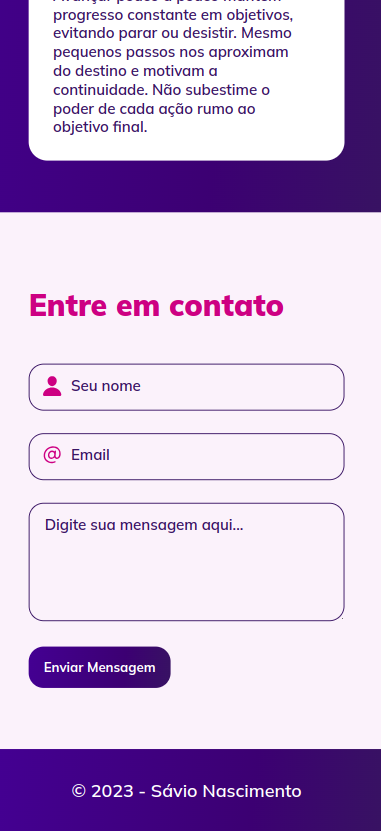 progresso constante em objetivos,
evitando parar ou desistir. Mesmo
pequenos passos nos aproximam
do destino e motivam a
continuidade. Não subestime o
poder de cada ação rumo ao
objetivo final.
Entre em contato
Seu nome
@ Email
Digite sua mensagem aqui...
Enviar Mensagem
© 2023 - Sávio Nascimento